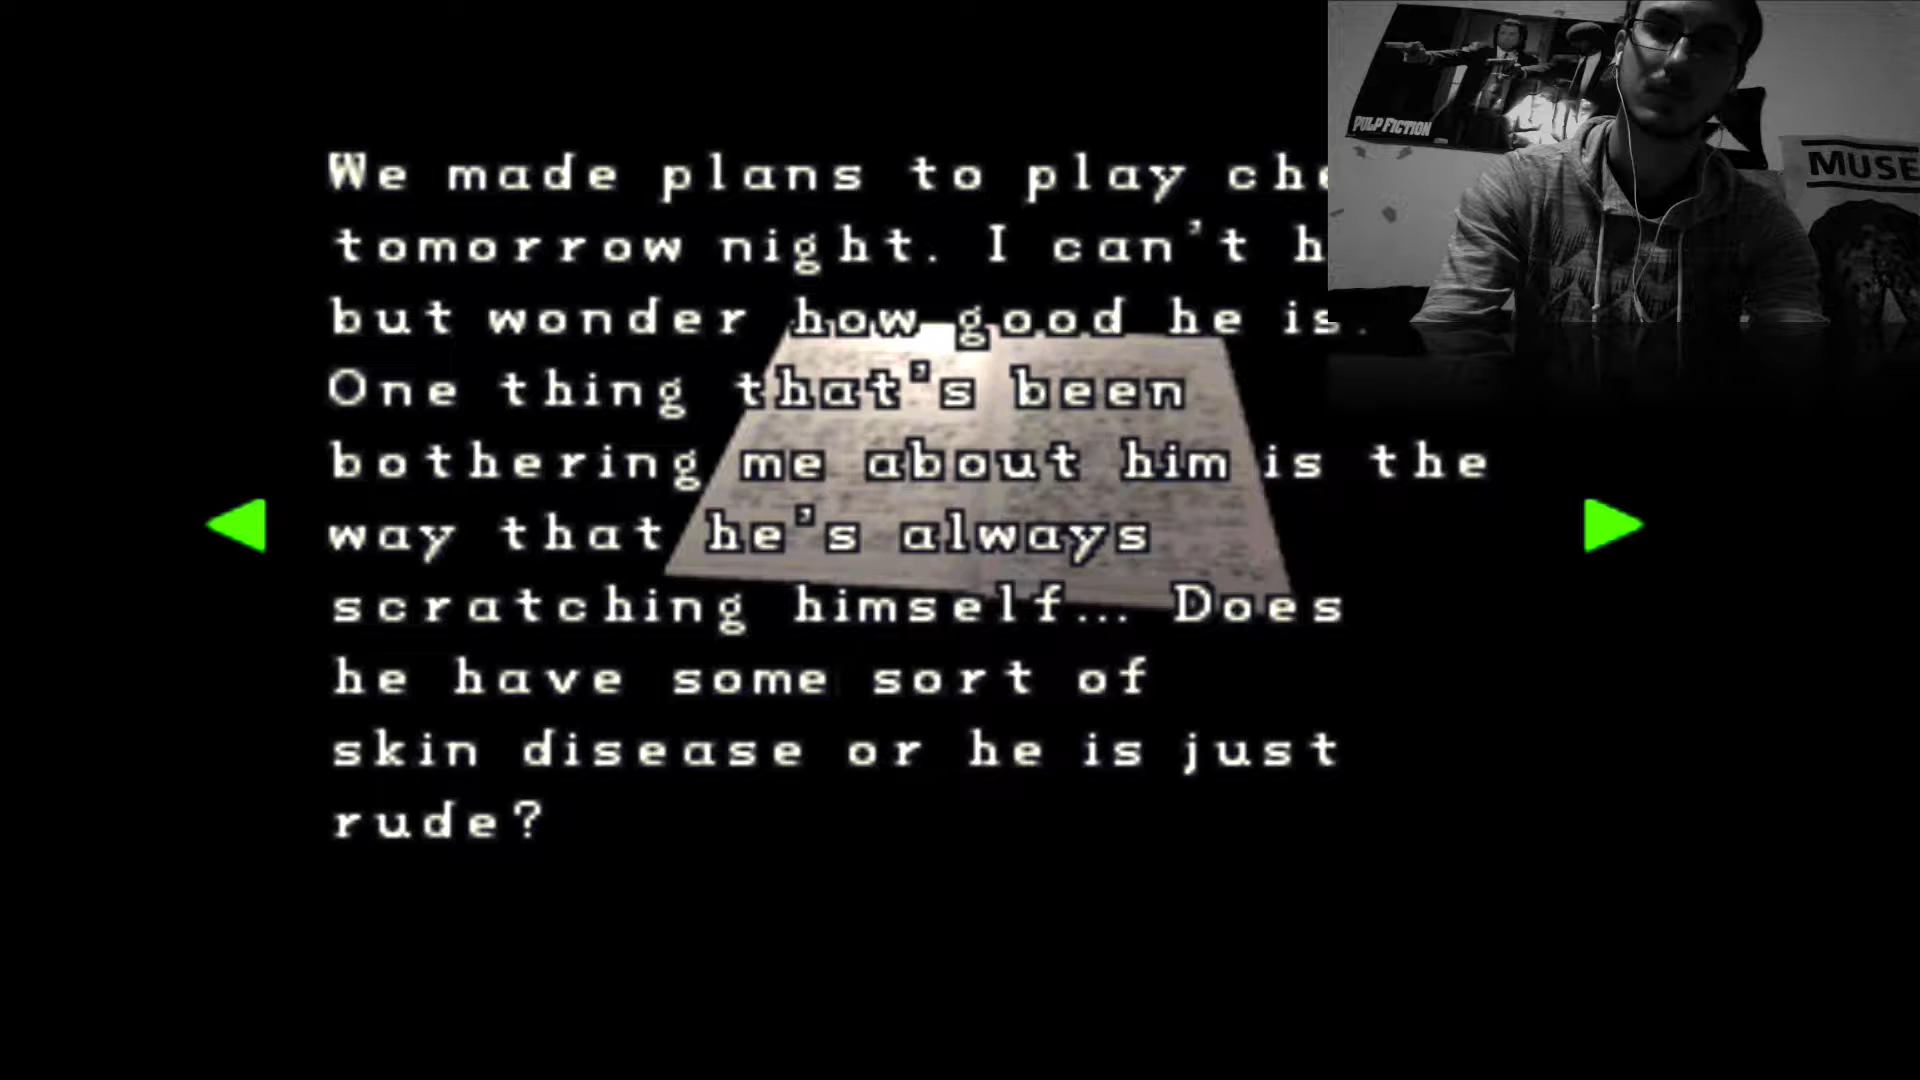 We made plans to play
tomorrow night. I can't
but wonder how good he is.
One thing that's been
bothering me about him is the
way that he's always
scratching himself... Does
he have some sort of
skin disease or he is just
rude?
PULP FICTION
MUSE